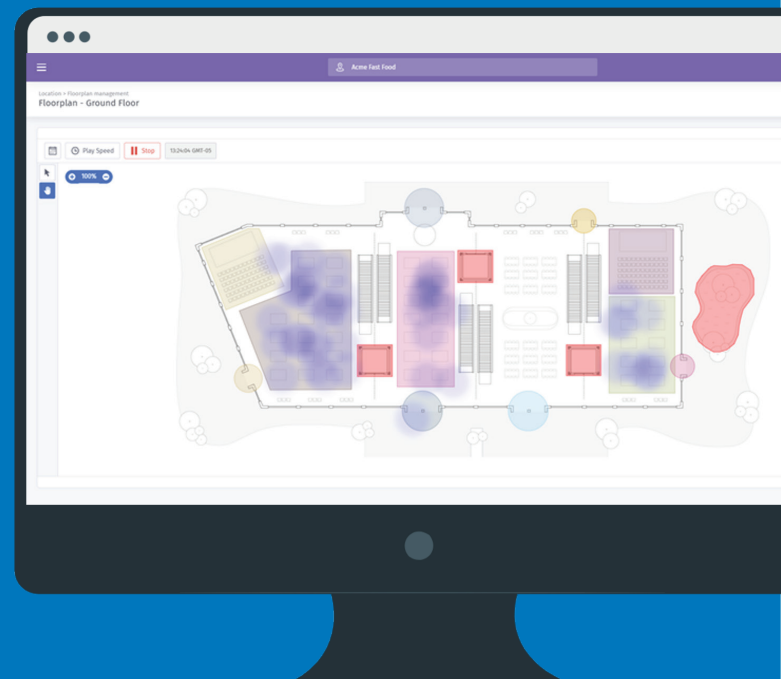 Acme Fast Food
Location > Floorplan management
Floorplan - Ground Floor
Play Speed
Stop
13:24:04 GMT-05
100%